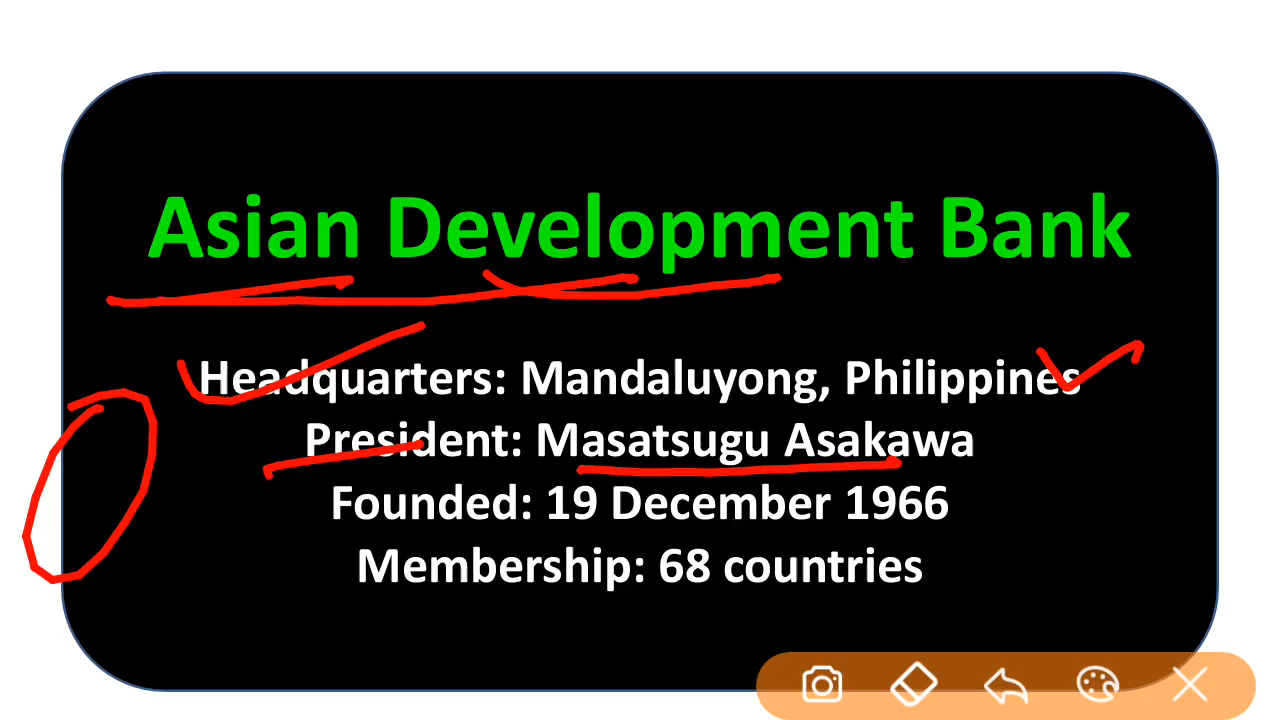 Asian Development Bank
Headquarters: Mandaluyong, Philippines
President: Masatsugu Asakawa
Founded: 19 December 1966
Membership: 68 countries